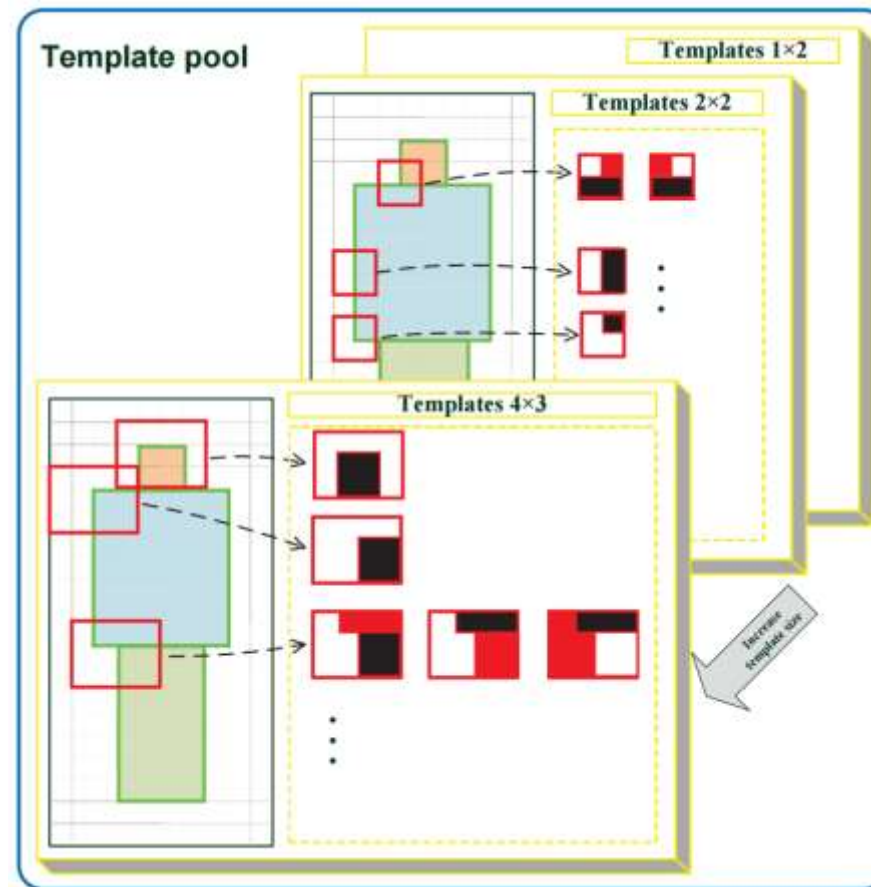 Template pool
Templates 1×2
Templates 2×2
Templates 4×3
Increase
template size